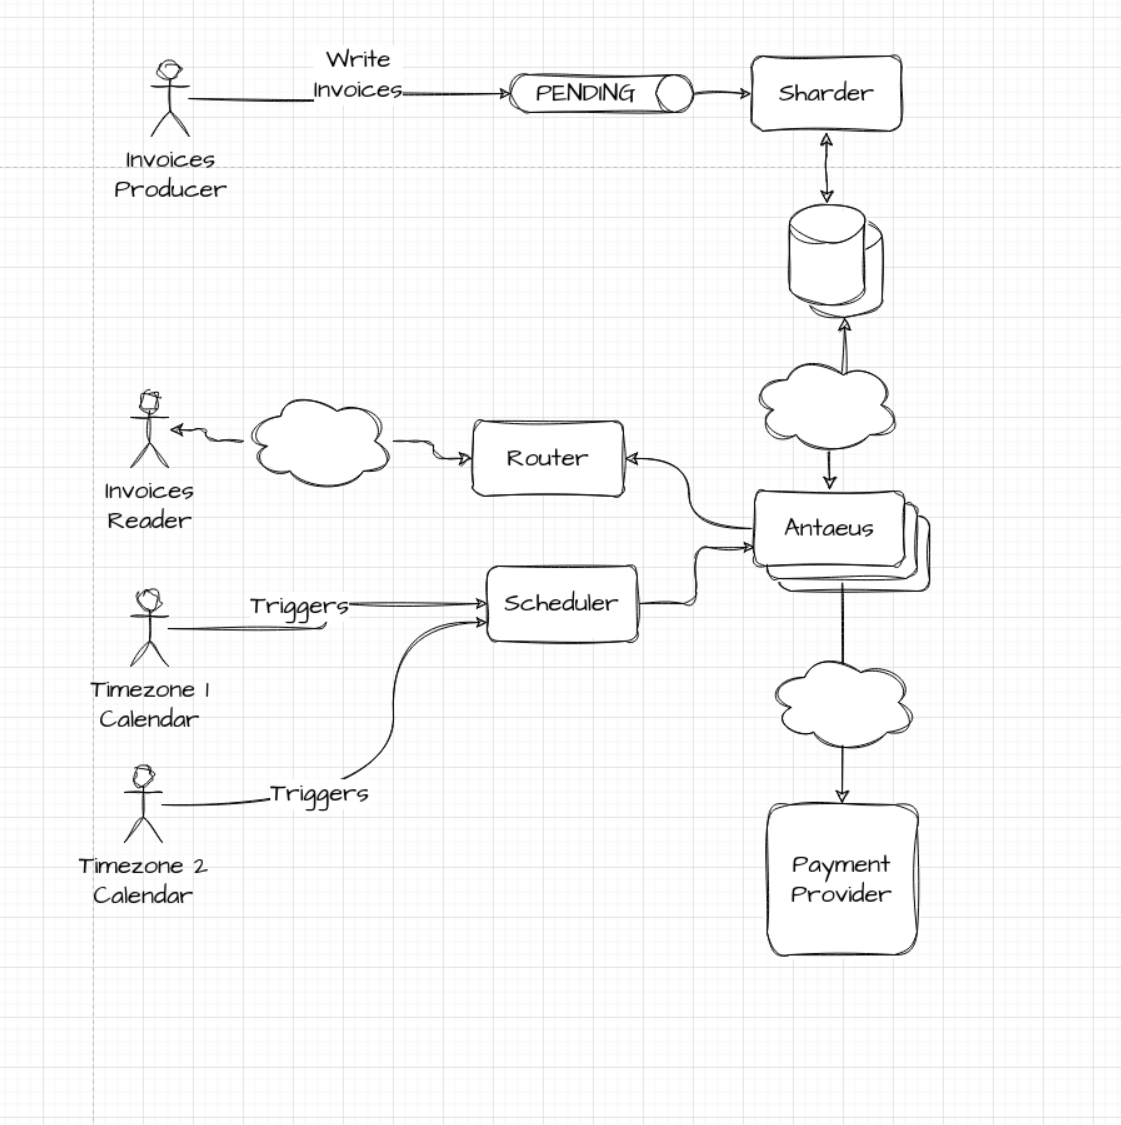 Write
Invoices
PENDING
Sharder
Invoices
Producer
Router
Invoices
Reader
Antaeus
Triggers
Scheduler
Timezone 1
Calendar
Triggers
Timezone 2
Calendar
Payment
Provider